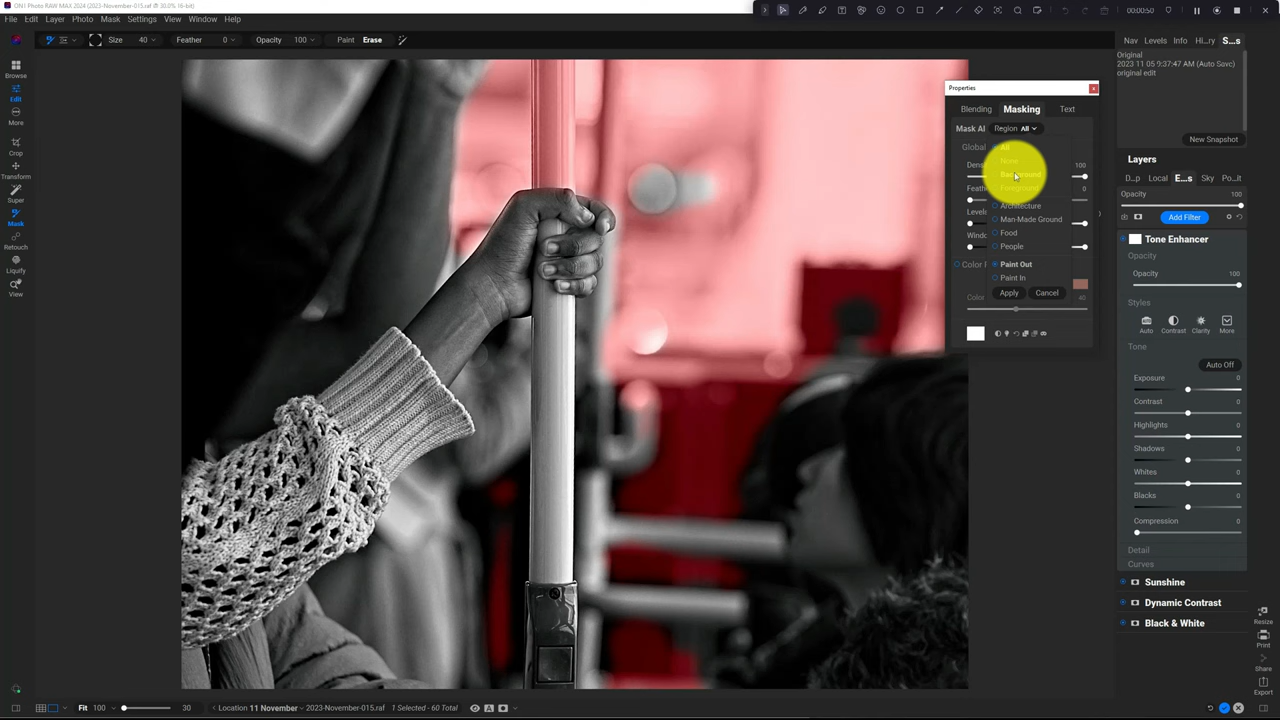 ON1 Photo RAW MAX 2024 (2023-November-015.raf @ 30.0% (6-bit)
00:00:50
File Edit Layer Photo Mask Settings View Window Help
Size 40 Feather 0 Opacity 100 Paint Erase
Nav Levels Info Hi...ry S...s
Original
2023 11 05 9:37:47 AM (Auto Save)
original edit
New Snapshot
Browse
Edit
More
Crop
Transform
Super
Mask
Retouch
Liquify
View
Properties
Blending Masking Text
Mask AI Region All
Global All
None
100
Background
Foreground 0
Architecture
Man-Made Ground
Food
People
Paint Out
Paint In
Apply Cancel
Color 40
Layers
D...p Local E...s Sky Po...it
Opacity 100
Add Filter
Tone Enhancer
Opacity
Opacity 100
Styles
Auto Contrast Clarity More
Tone
Auto Off
Exposure 0
Contrast 0
Highlights 0
Shadows 0
Whites 0
Blacks 0
Compression 0
Detail
Curves
Sunshine
Dynamic Contrast
Black & White
Resize
Print
Share
Export
Fit 100 30 Location 11 November 2023-November-015.raf 1 Selected - 60 Total